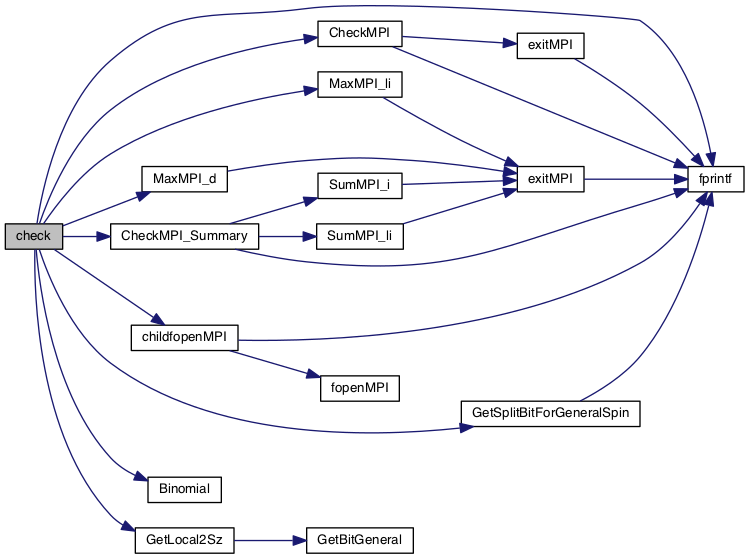 CheckMPI
exitMPI
MaxMPI_li
MaxMPI_d
SumMPI_i
exitMPI
fprintf
check
CheckMPI_Summary
SumMPI_li
childfopenMPI
fopenMPI
GetSplitBitForGeneralSpin
Binomial
GetLocal2Sz
GetBitGeneral